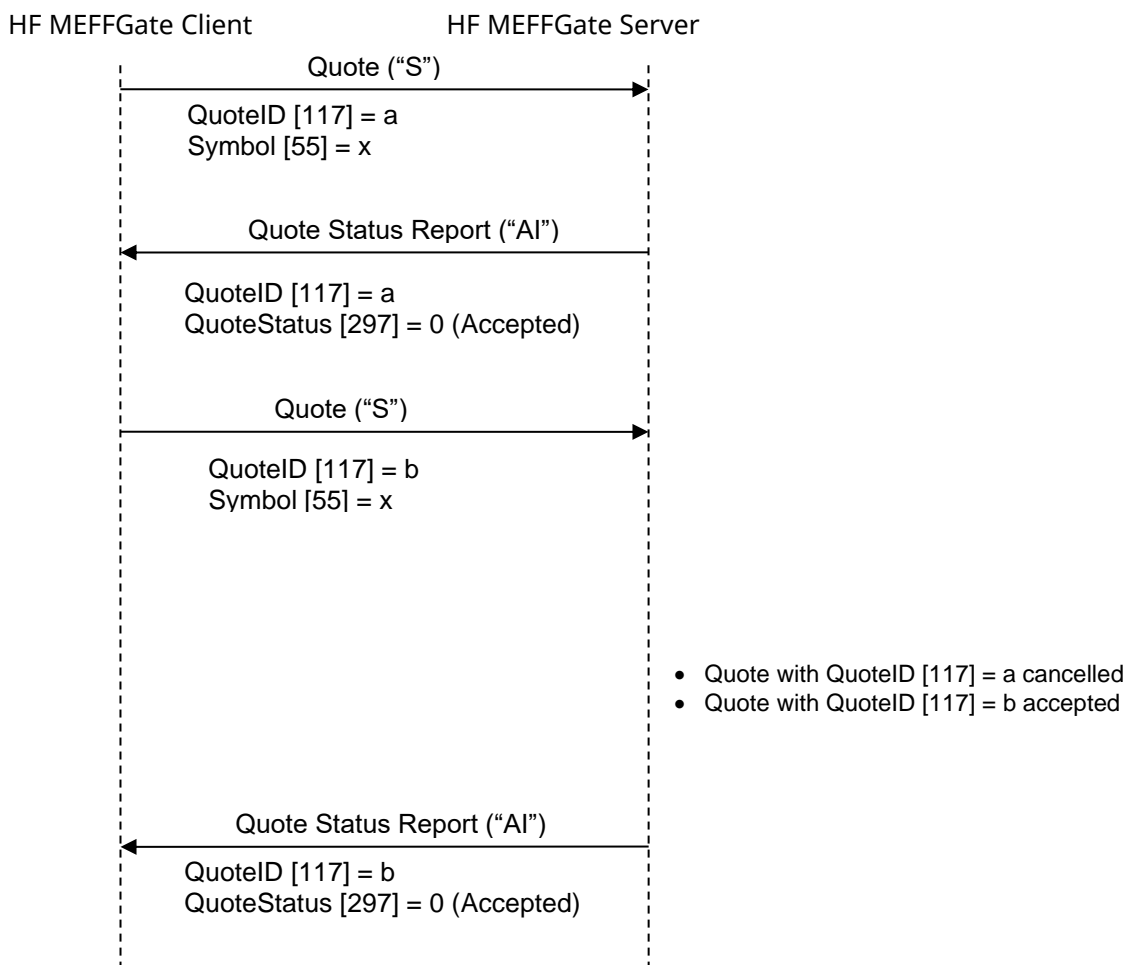 HF MEFFGate Client HF MEFFGate Server
Quote (“S”)
QuoteID [117] = a
Symbol [55] = x
Quote Status Report (“AI”)
QuoteID [117] = a
QuoteStatus [297] = 0 (Accepted)
Quote (“S”)
QuoteID [117] = b
Symbol [55] = x
• Quote with QuoteID [117] = a cancelled
• Quote with QuoteID [117] = b accepted
Quote Status Report (“AI”)
QuoteID [117] = b
QuoteStatus [297] = 0 (Accepted)